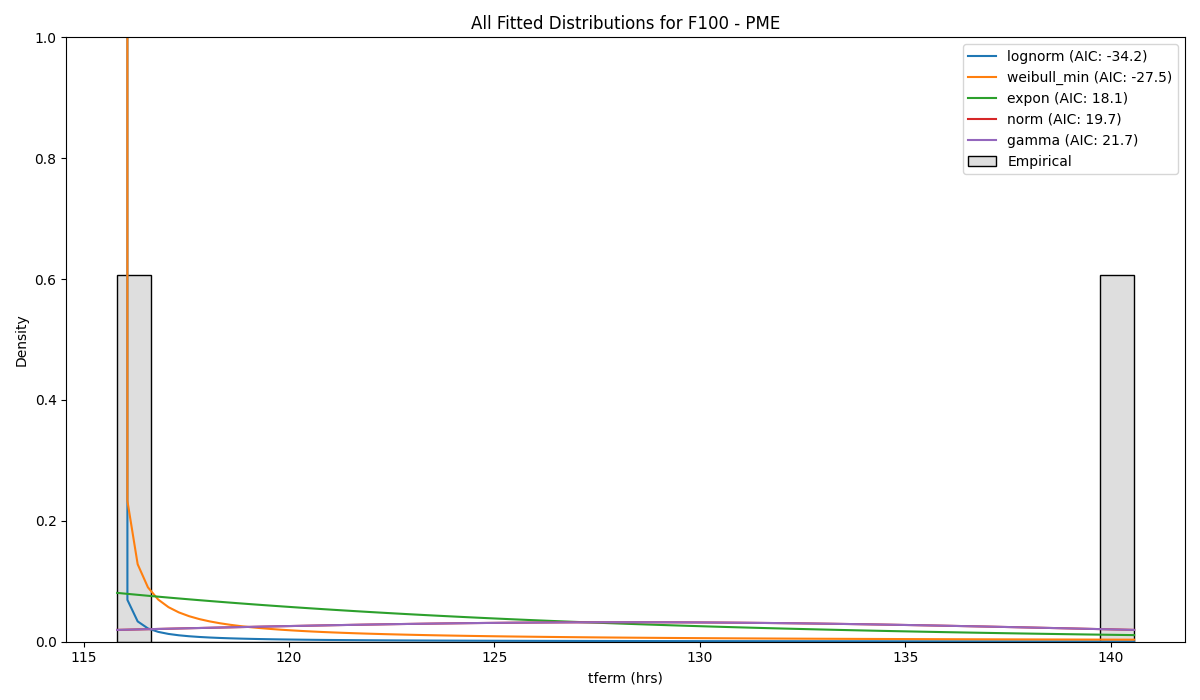 All Fitted Distributions for F100 - PME
1.0
0.8
0.6
0.4
0.2
0.0
Density
lognorm (AIC: -34.2)
weibull_min (AIC: -27.5)
expon (AIC: 18.1)
norm (AIC: 19.7)
gamma (AIC: 21.7)
Empirical
115 120 125 130 135 140
tferm (hrs)